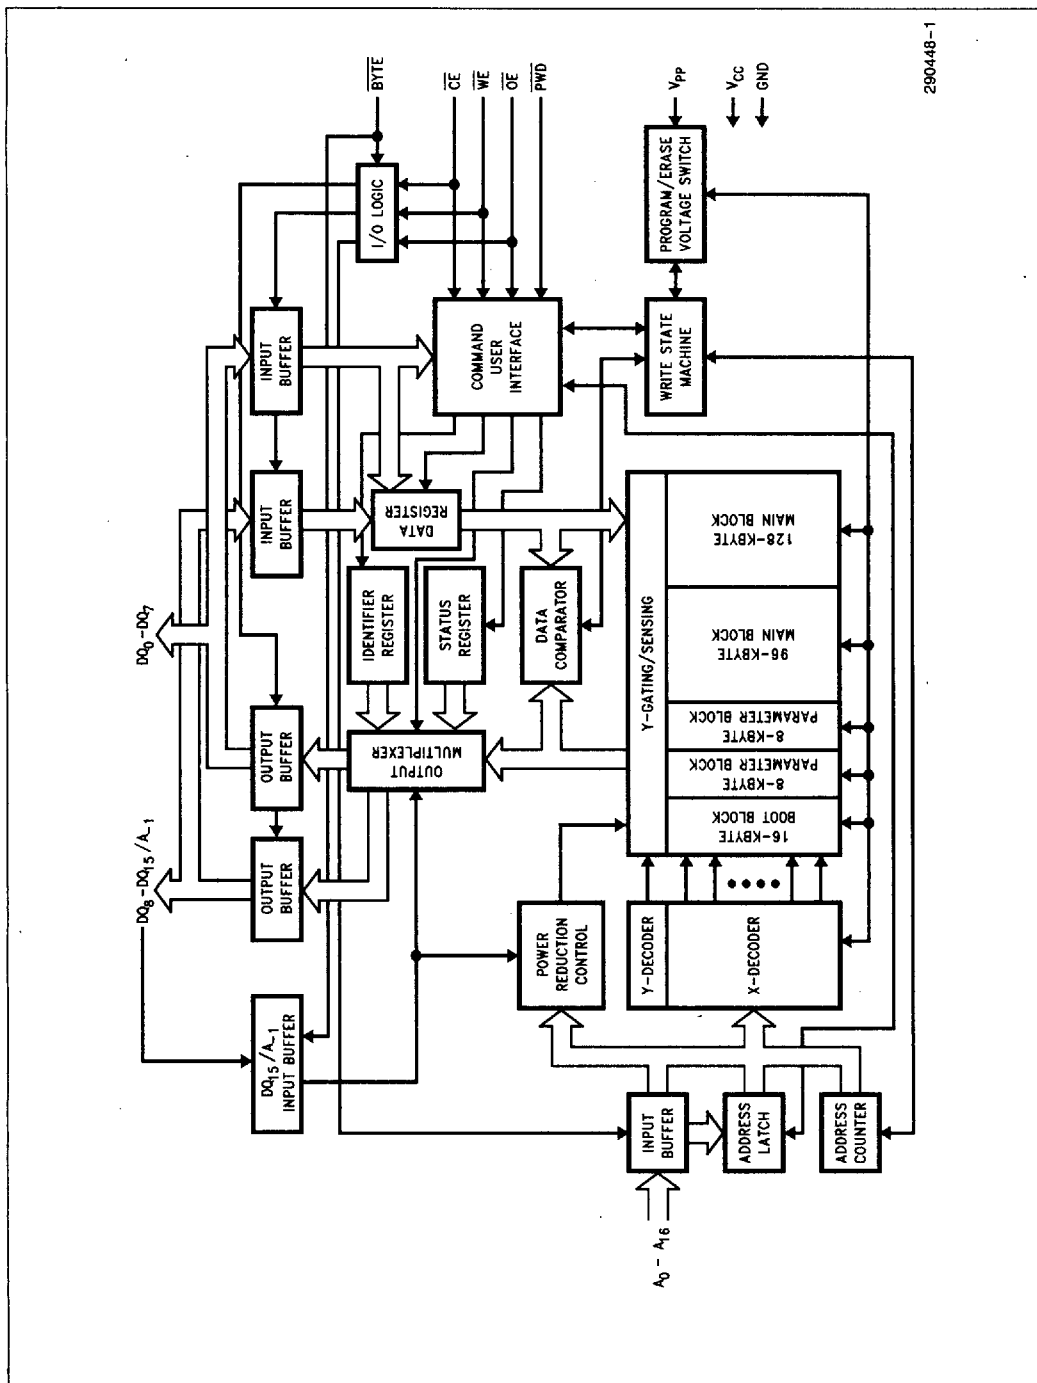 DQ8-DQ15/A-1
DQ0-DQ7
DQ15/A-1
INPUT BUFFER
OUTPUT
BUFFER
OUTPUT
BUFFER
INPUT
BUFFER
INPUT
BUFFER
I/O LOGIC
BYTE
CE
WE
OE
PWD
OUTPUT
MULTIPLEXER
IDENTIFIER
REGISTER
STATUS
REGISTER
DATA
REGISTER
COMMAND
USER
INTERFACE
POWER
REDUCTION
CONTROL
DATA
COMPARATOR
A0 - A16
INPUT
BUFFER
ADDRESS
LATCH
ADDRESS
COUNTER
Y-DECODER
X-DECODER
Y-GATING/SENSING
16-KBYTE
BOOT BLOCK
8-KBYTE
PARAMETER BLOCK
8-KBYTE
PARAMETER BLOCK
96-KBYTE
MAIN BLOCK
128-KBYTE
MAIN BLOCK
WRITE STATE
MACHINE
PROGRAM/ERASE
VOLTAGE SWITCH
VPP
VCC
GND
290448-1